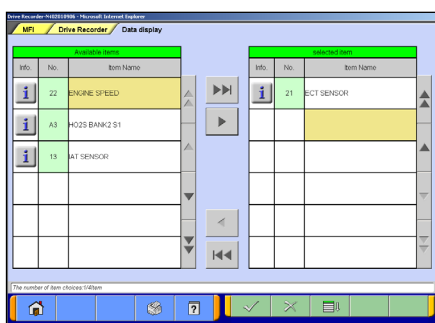 Drive Recorder-N402010906 - Microsoft Internet Explorer
MFI Drive Recorder Data display
Available items
Info. No. Item Name
22 ENGINE SPEED
A3 HO2S BANK2 S1
13 IAT SENSOR
selected item
Info. No. Item Name
21 ECT SENSOR
The number of item choices:1/4Item